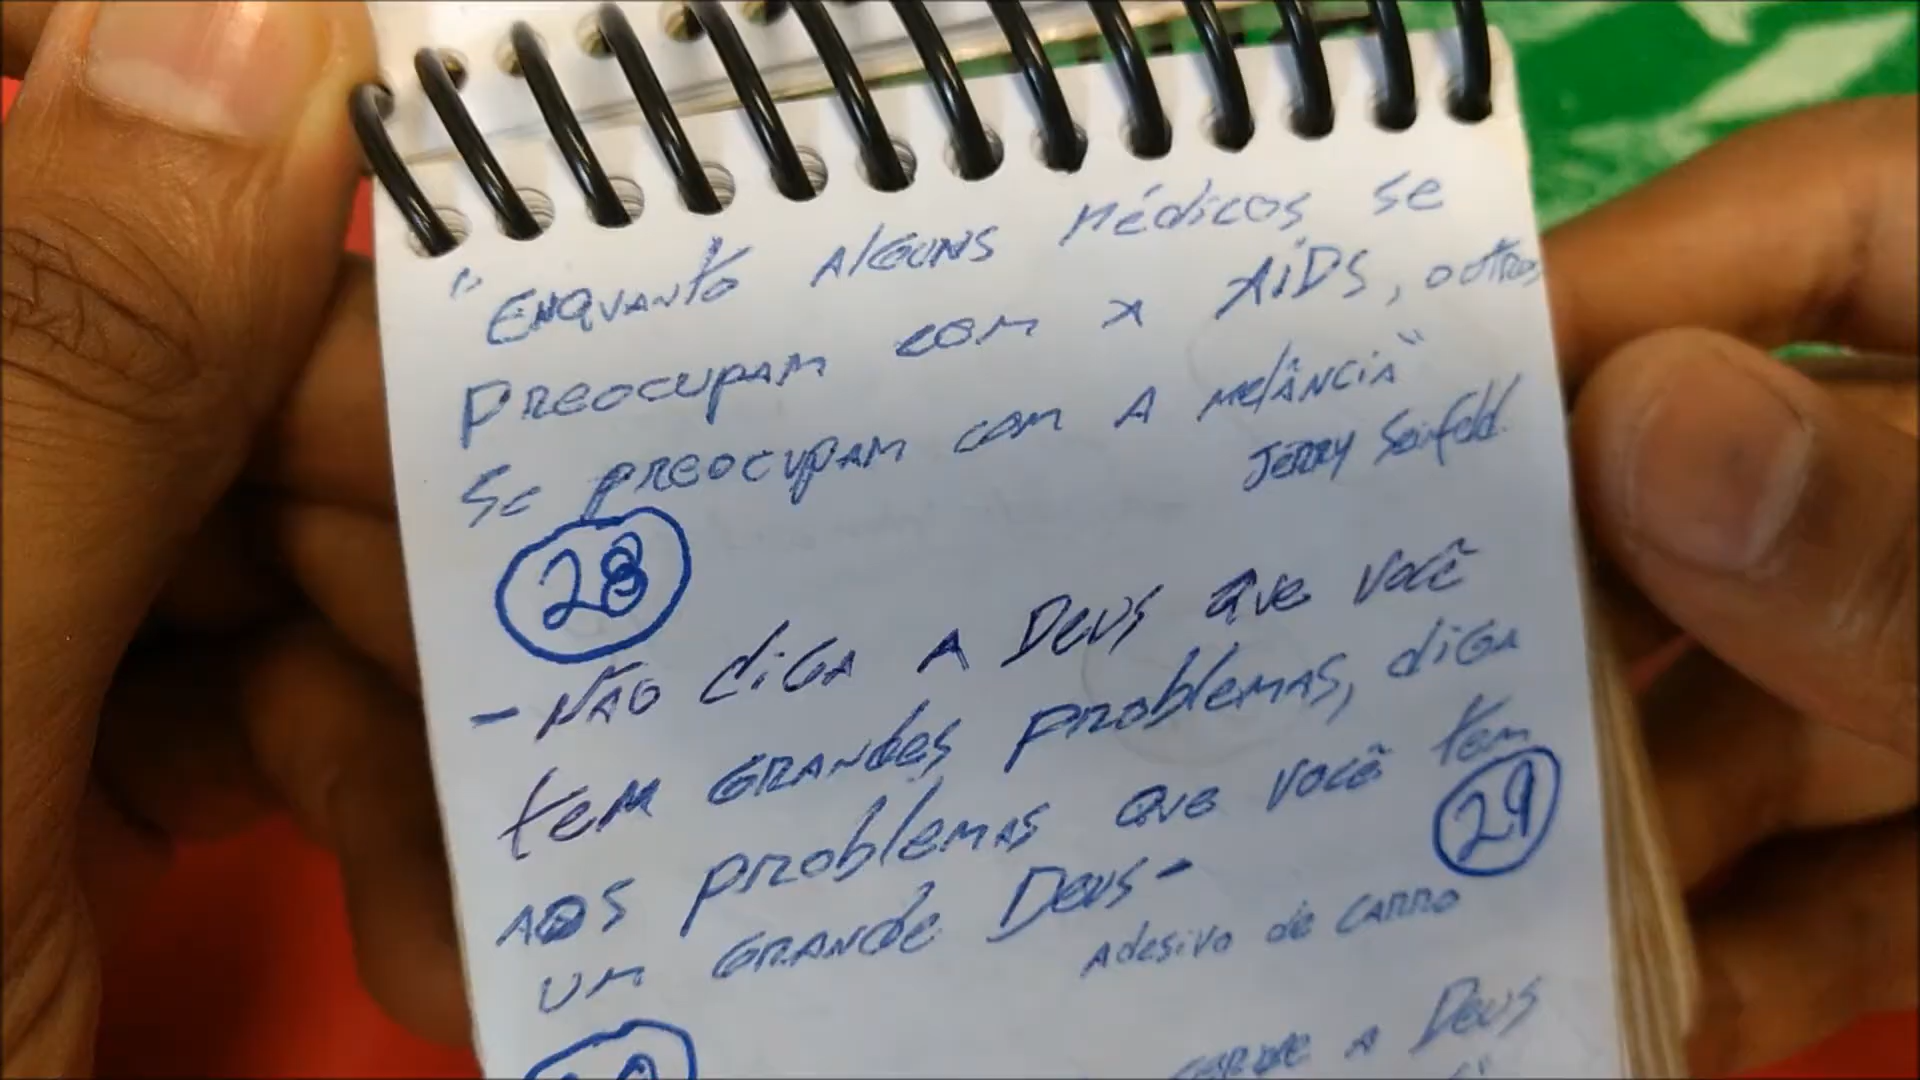 "ENQUANTO ALGUNS MÉDICOS SE
PREOCUPAM COM A AIDS, OUTROS
SE PREOCUPAM COM A MELÂNCIA"
JERRY Seinfeld
28
- NÃO DIGA A DEUS QUE VOCÊ
TEM GRANDES PROBLEMAS, DIGA
AOS PROBLEMAS QUE VOCÊ TEM
29
UM GRANDE DEUS -
Adesivo de CARRO
A DEUS